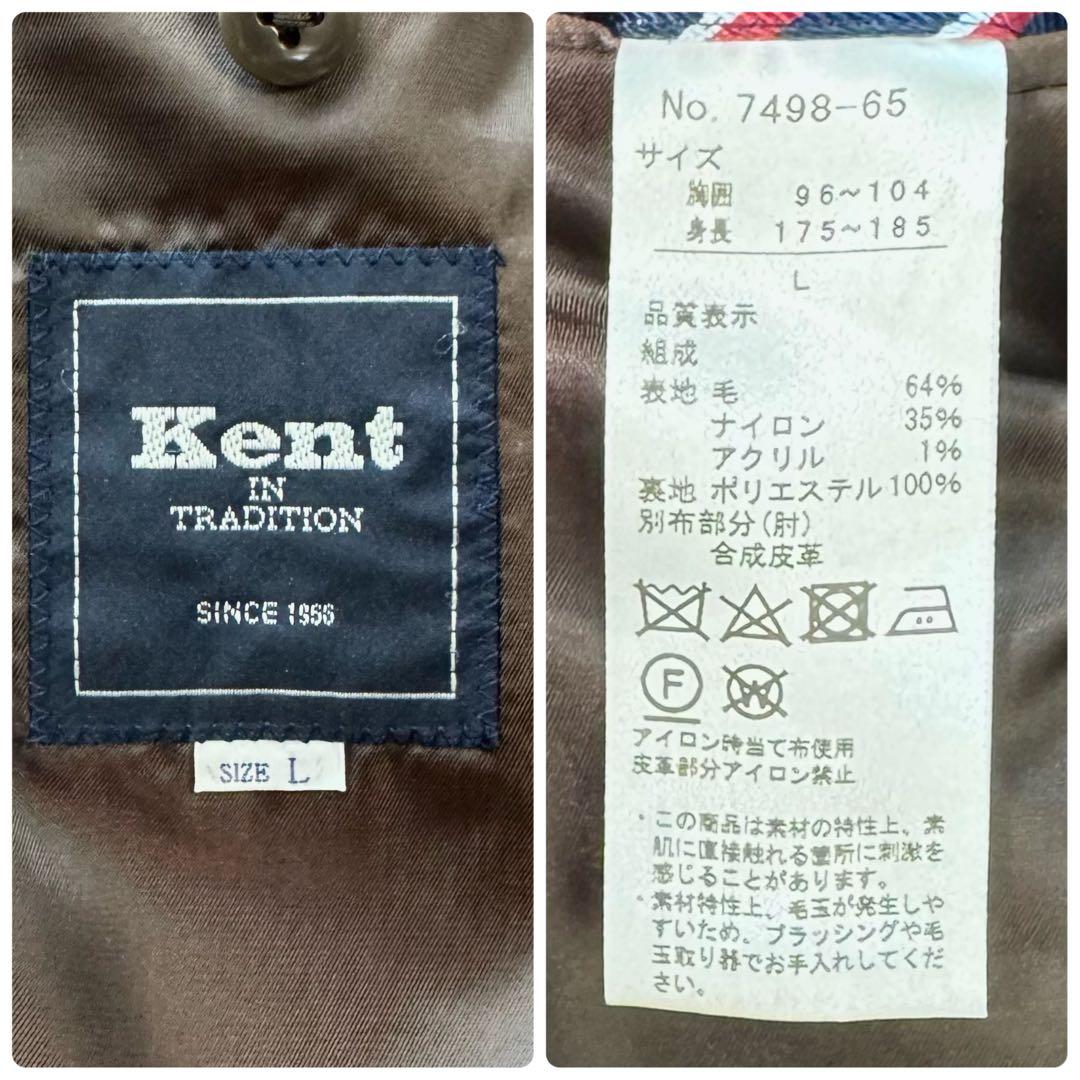 Kent
IN
TRADITION
SINCE 1956
SIZE L
No. 7498-65
サイズ
胸囲 96~104
身長 175~185
L
品質表示
組成
表地 毛 64%
ナイロン 35%
アクリル 1%
裏地 ポリエステル 100%
別布部分(肘)
合成皮革
F
W
アイロン時当て布使用
皮革部分アイロン禁止
・この商品は素材の特性上、素
肌に直接触れる箇所に刺激を
感じることがあります。
・素材特性上、毛玉が発生しや
すいため、ブラッシングや毛
玉取り器でお手入れしてくだ
さい。